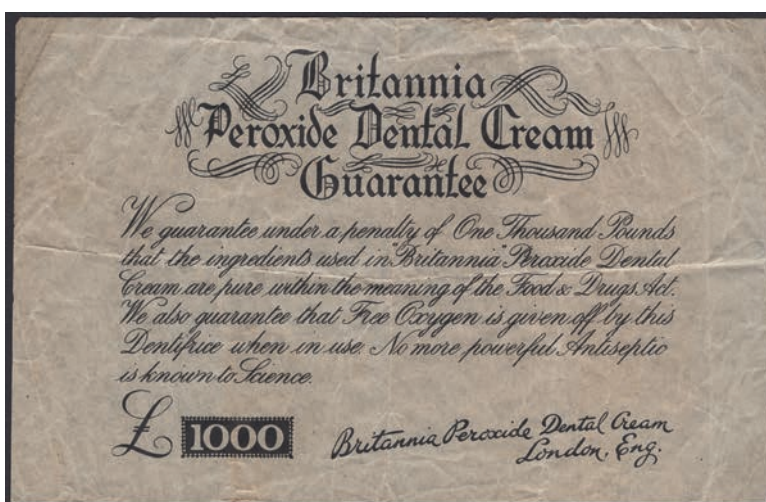 Britannia
Peroxide Dental Cream
Guarantee
We guarantee under a penalty of One Thousand Pounds
that the ingredients used in "Britannia" Peroxide Dental
Cream are pure within the meaning of the Food & Drugs Act.
We also guarantee that Free Oxygen is given off by this
Dentifrice when in use. No more powerful Antiseptic
is known to Science.
£ 1000
Britannia Peroxide Dental Cream
London, Eng.